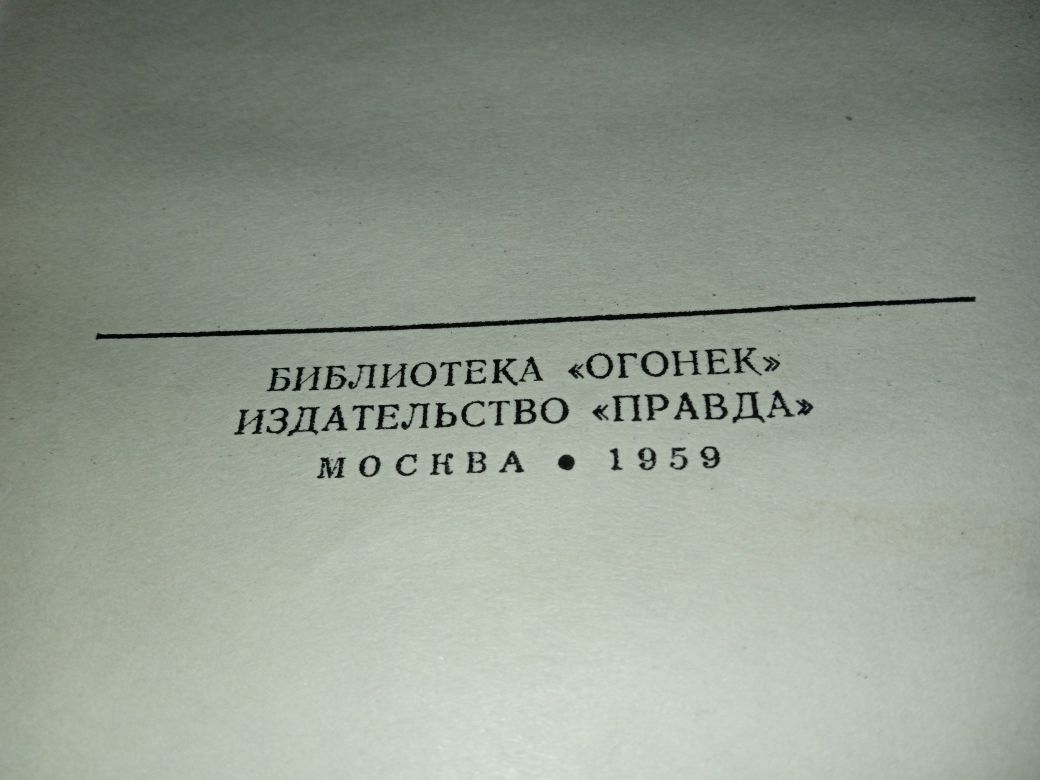 БИБЛИОТЕКА «ОГОНЕК»
ИЗДАТЕЛЬСТВО «ПРАВДА»
МОСКВА • 1959